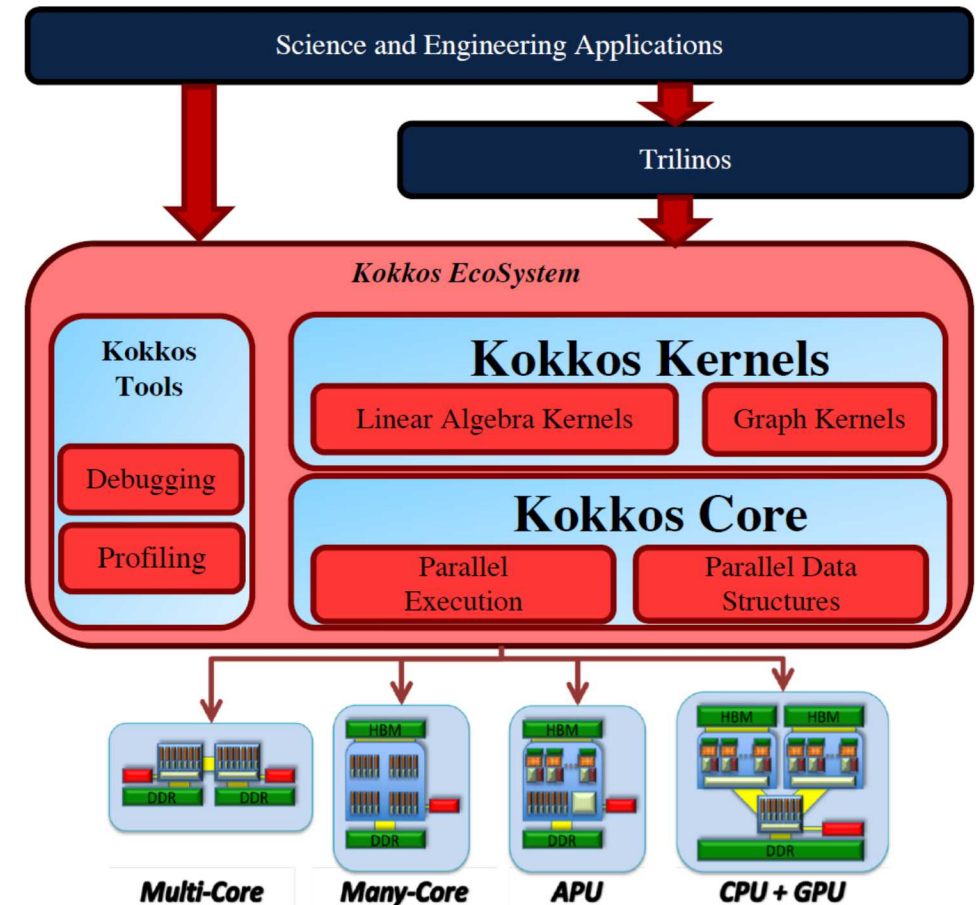 Science and Engineering Applications
Trilinos
Kokkos EcoSystem
Kokkos
Tools
Debugging
Profiling
Kokkos Kernels
Linear Algebra Kernels
Graph Kernels
Kokkos Core
Parallel
Execution
Parallel Data
Structures
DDR
DDR
Multi-Core
HBM
DDR
Many-Core
HBM
DDR
APU
HBM
HBM
DDR
CPU + GPU